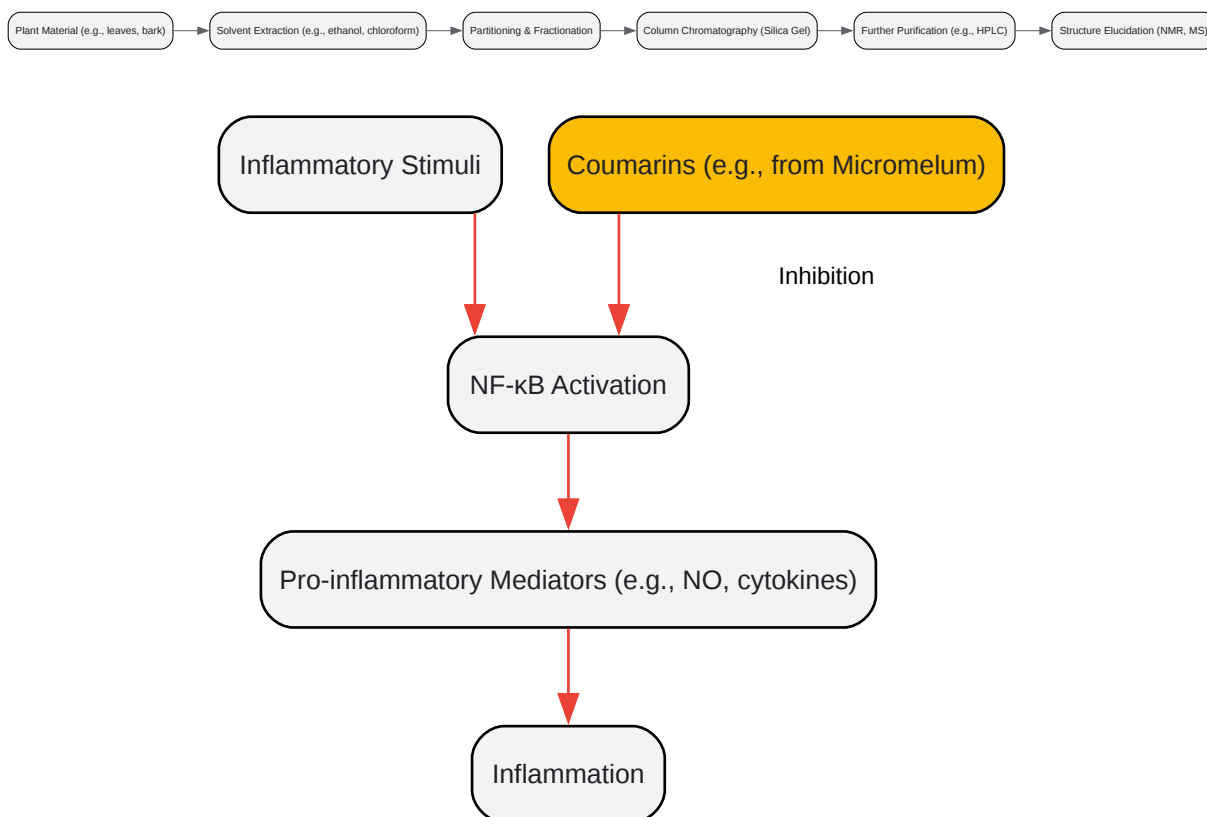 Plant Material (e.g., leaves, bark)
Solvent Extraction (e.g., ethanol, chloroform)
Partitioning & Fractionation
Column Chromatography (Silica Gel)
Further Purification (e.g., HPLC)
Structure Elucidation (NMR, MS)
Inflammatory Stimuli
Coumarins (e.g., from Micromelum)
Inhibition
NF-κB Activation
Pro-inflammatory Mediators (e.g., NO, cytokines)
Inflammation